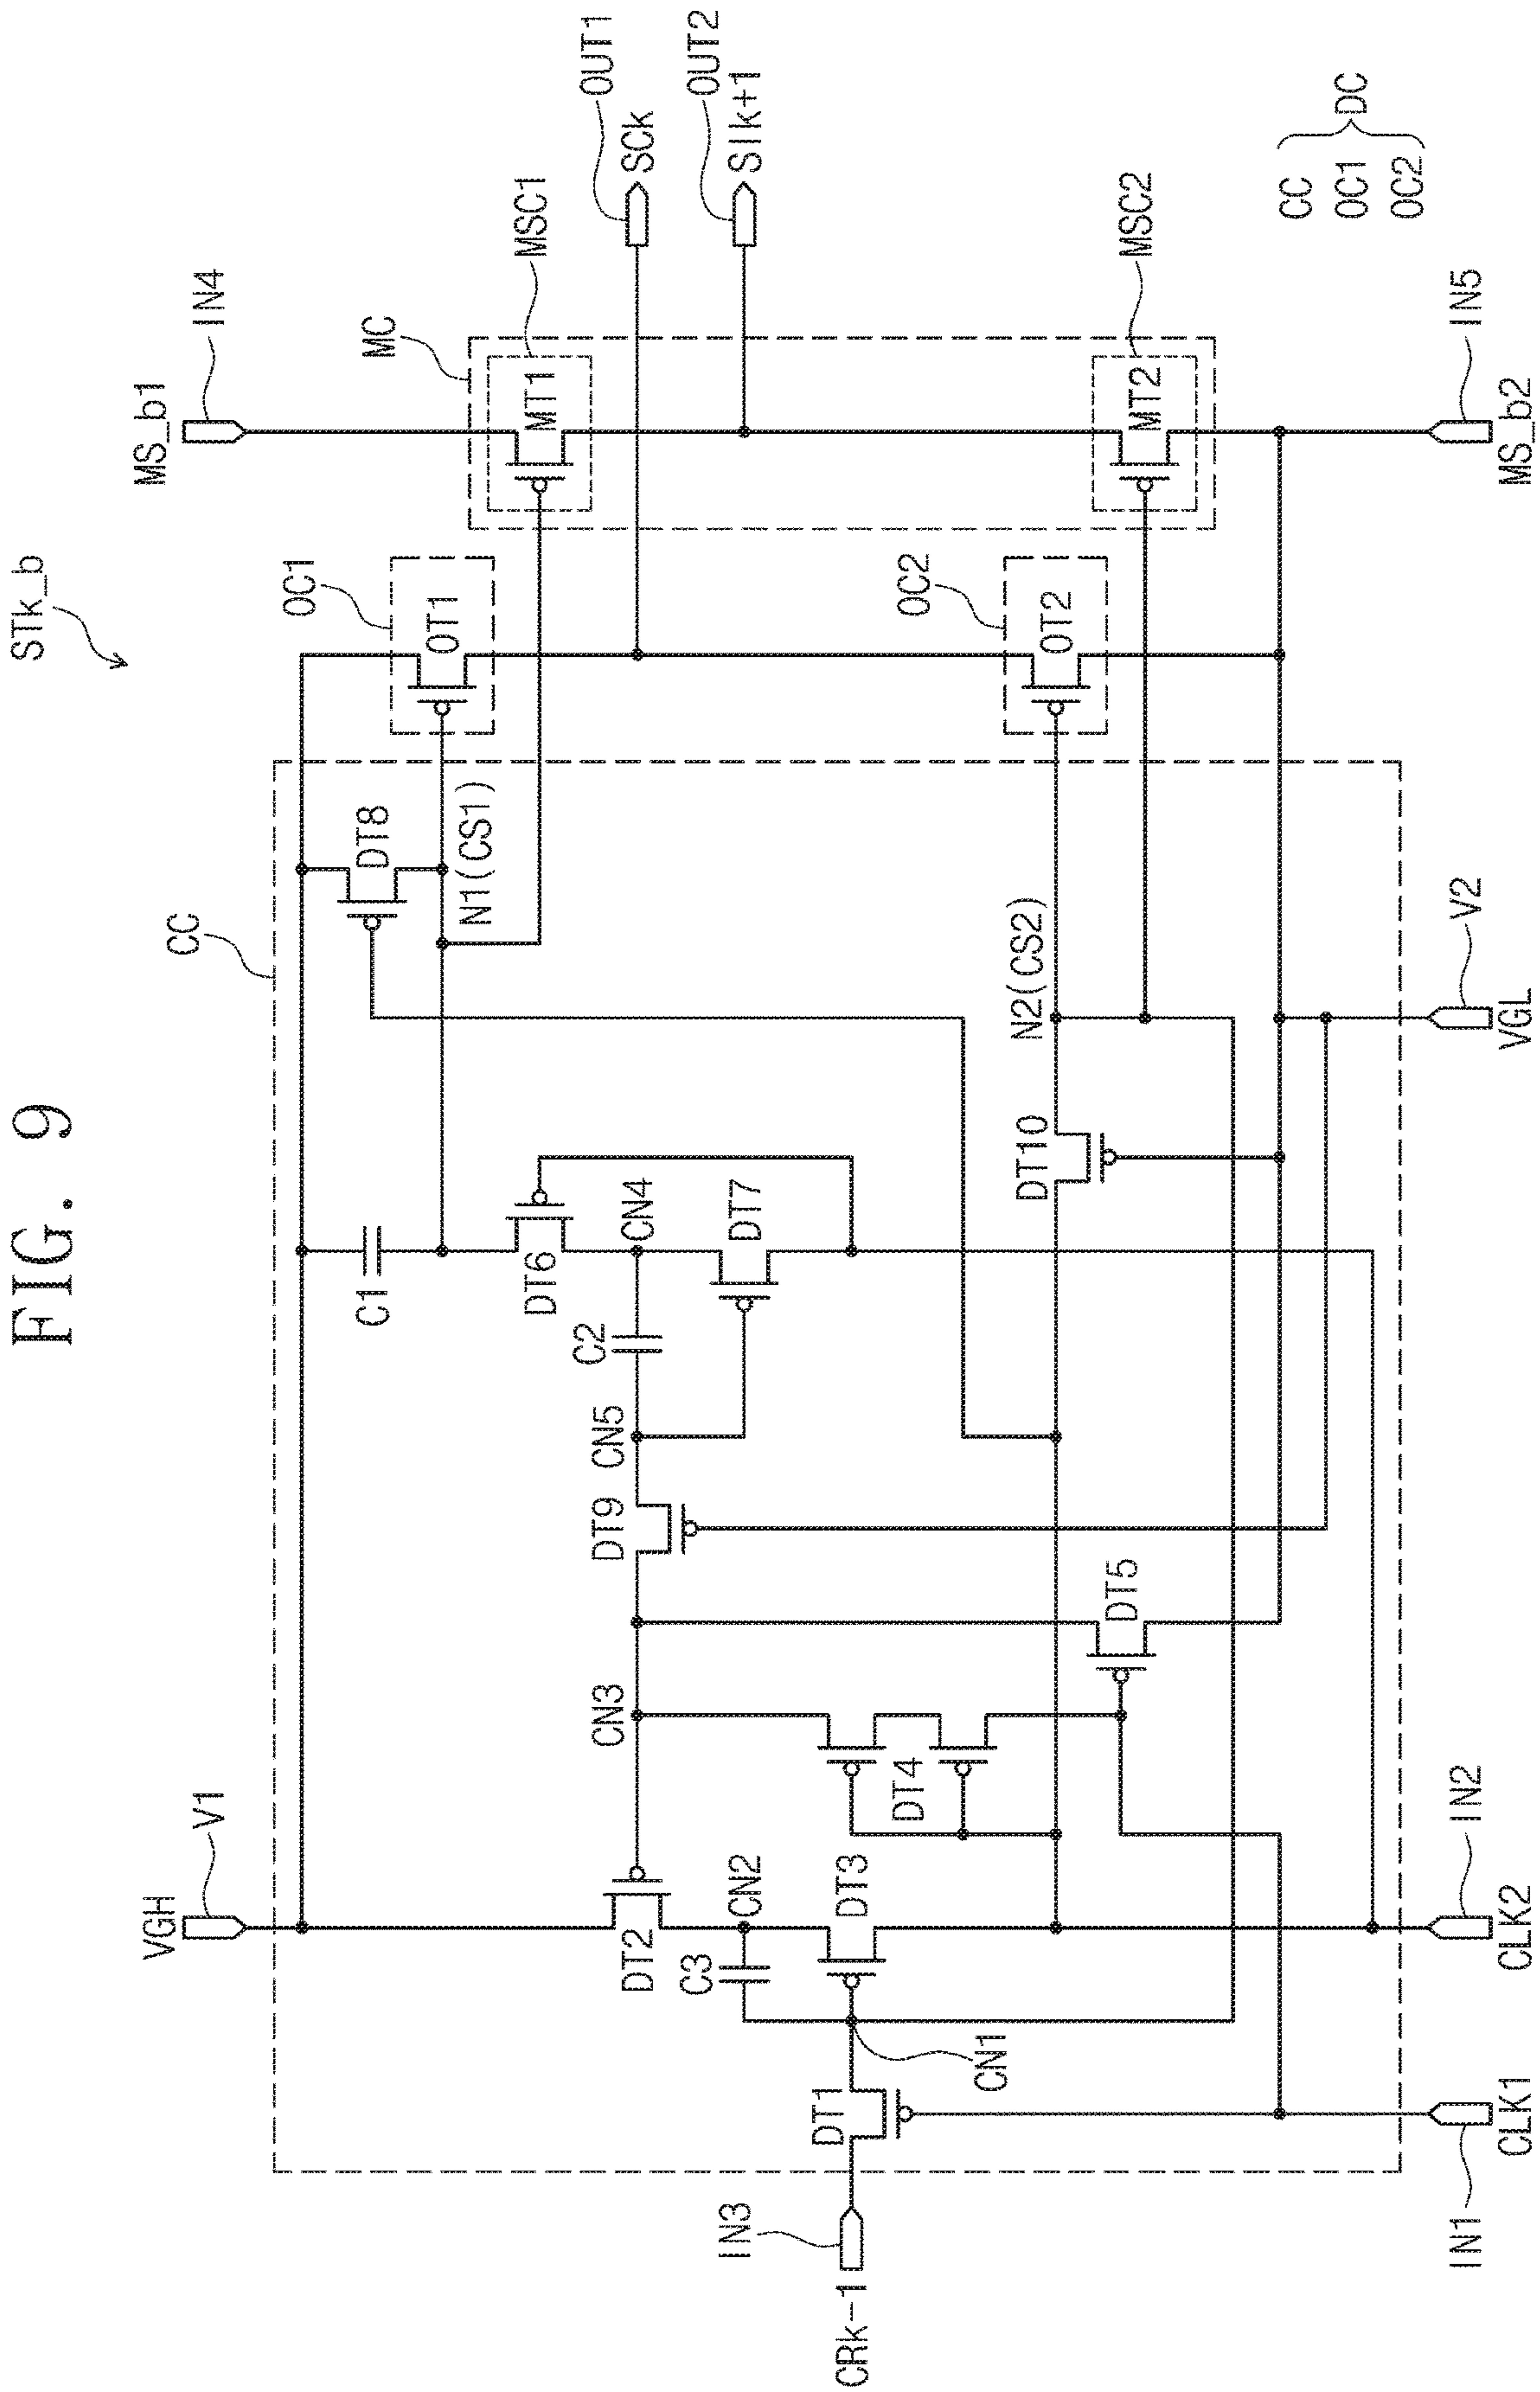 FIG. 9
STk_b
CC
OC1
MC
IN4
MS_b1
MSC1
OUT1
SCk
OUT2
SIk+1
V1
VGH
C1
DT8
OT1
MT1
N1(CS1)
DT6
CN4
DT7
C2
CN5
DT9
CN3
DT2
C3
CN2
DT3
DT4
DT5
DT10
N2(CS2)
OC2
OT2
MT2
MSC2
IN3
CRk-1
DT1
CN1
IN1
CLK1
IN2
CLK2
V2
VGL
IN5
MS_b2
CC
OC1
OC2
DC